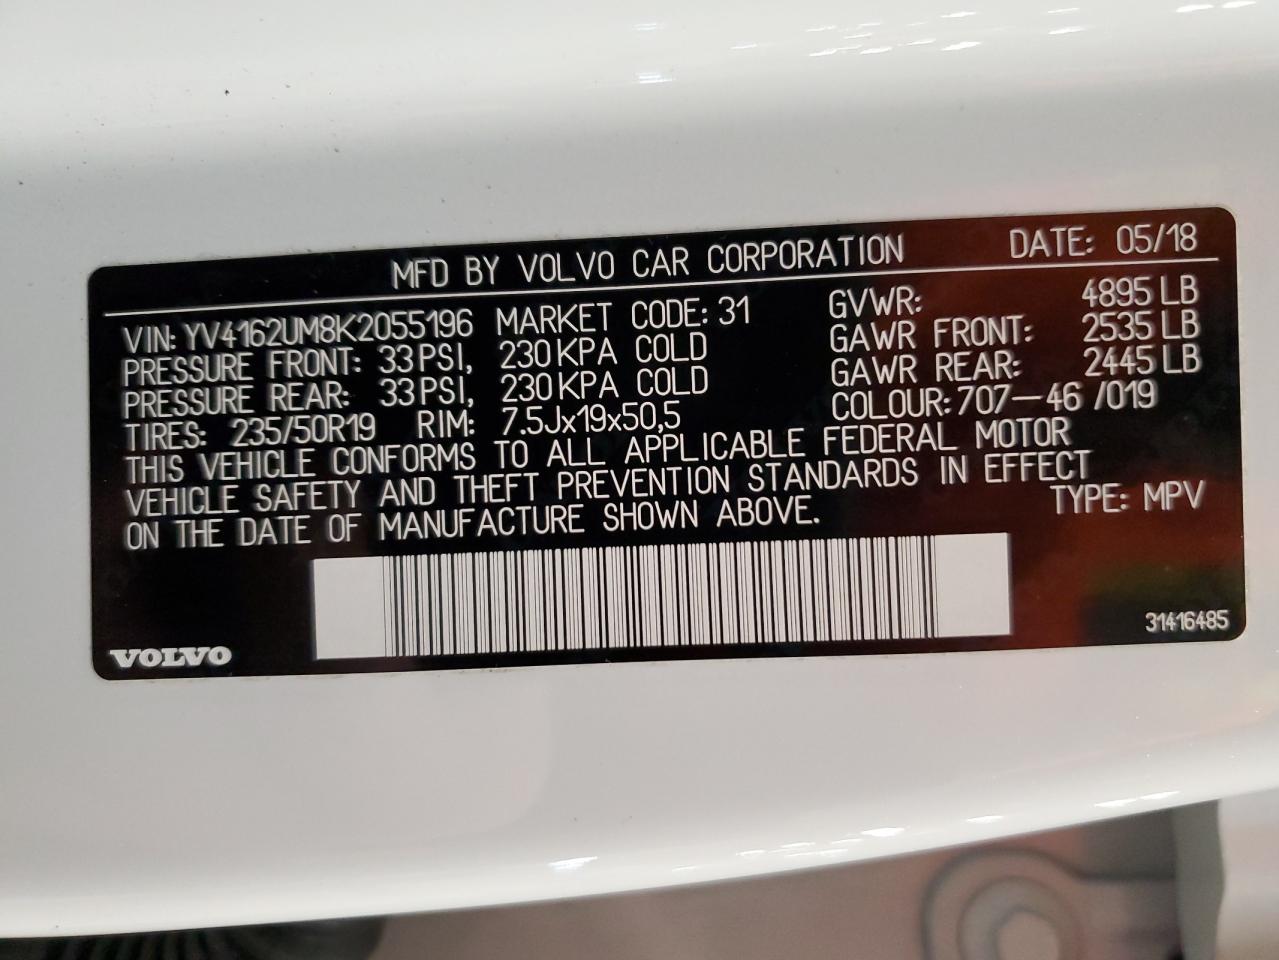 MFD BY VOLVO CAR CORPORATION DATE: 05/18
VIN: YV4162UM8K2055196 MARKET CODE: 31 GVWR: 4895 LB
PRESSURE FRONT: 33 PSI, 230 KPA COLD GAWR FRONT: 2535 LB
PRESSURE REAR: 33 PSI, 230 KPA COLD GAWR REAR: 2445 LB
TIRES: 235/50R19 RIM: 7.5Jx19x50,5 COLOUR: 707-46 /019
THIS VEHICLE CONFORMS TO ALL APPLICABLE FEDERAL MOTOR
VEHICLE SAFETY AND THEFT PREVENTION STANDARDS IN EFFECT
ON THE DATE OF MANUFACTURE SHOWN ABOVE. TYPE: MPV
31416485
VOLVO